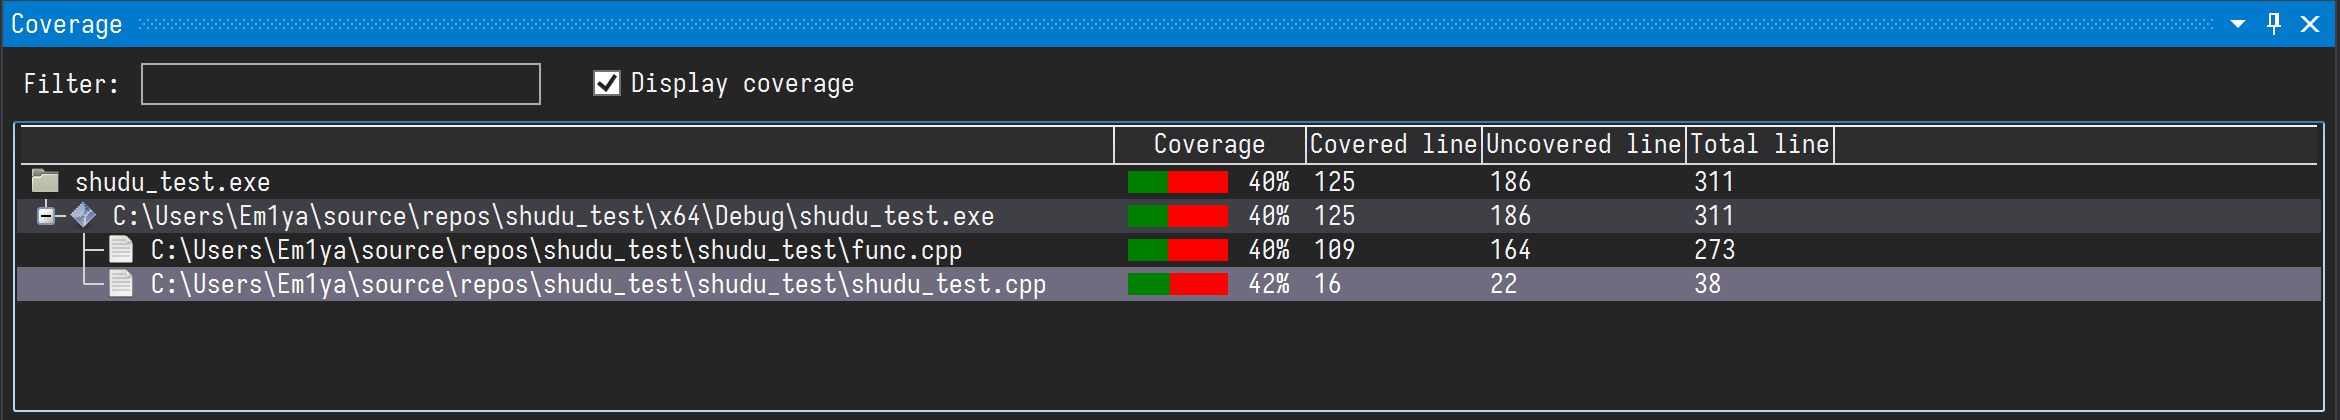 Coverage
Filter: Display coverage
Coverage Covered line Uncovered line Total line
shudu_test.exe 40% 125 186 311
C:\Users\Em1ya\source\repos\shudu_test\x64\Debug\shudu_test.exe 40% 125 186 311
C:\Users\Em1ya\source\repos\shudu_test\shudu_test\func.cpp 40% 109 164 273
C:\Users\Em1ya\source\repos\shudu_test\shudu_test\shudu_test.cpp 42% 16 22 38